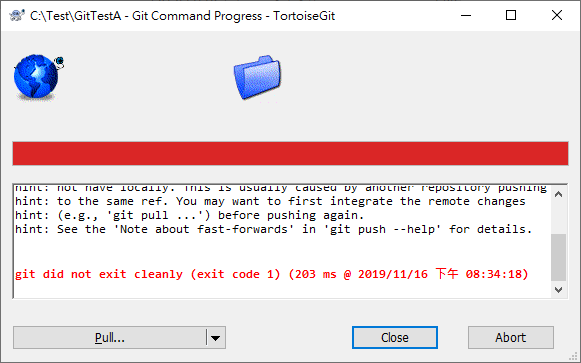 C:\Test\GitTestA - Git Command Progress - TortoiseGit
hint: not have locally. This is usually caused by another repository pushing
hint: to the same ref. You may want to first integrate the remote changes
hint: (e.g., 'git pull ...') before pushing again.
hint: See the 'Note about fast-forwards' in 'git push --help' for details.
git did not exit cleanly (exit code 1) (203 ms @ 2019/11/16 下午 08:34:18)
Pull...
Close
Abort